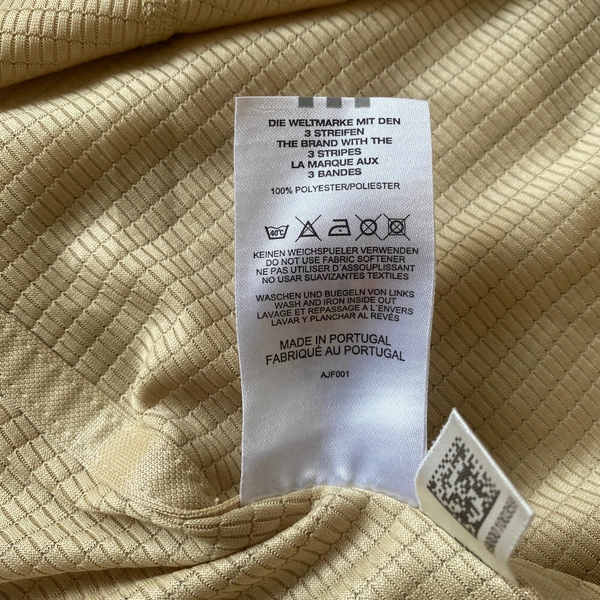 DIE WELTMARKE MIT DEN
3 STREIFEN
THE BRAND WITH THE
3 STRIPES
LA MARQUE AUX
3 BANDES
100% POLYESTER/POLIESTER
40°C
KEINEN WEICHSPUELER VERWENDEN
DO NOT USE FABRIC SOFTENER
NE PAS UTILISER D'ASSOUPLISSANT
NO USAR SUAVIZANTES TEXTILES
WASCHEN UND BUEGELN VON LINKS
WASH AND IRON INSIDE OUT
LAVAGE ET REPASSAGE A L'ENVERS
LAVAR Y PLANCHAR AL REVÉS
MADE IN PORTUGAL
FABRIQUÉ AU PORTUGAL
AJF001